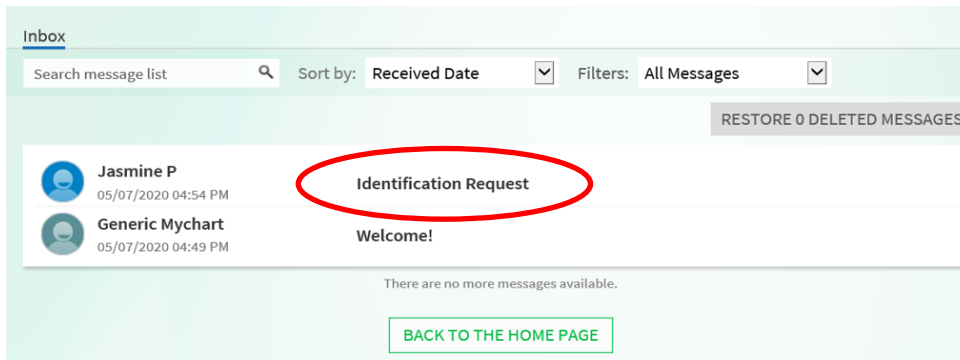 Inbox
Search message list Sort by: Received Date Filters: All Messages
RESTORE 0 DELETED MESSAGES
Jasmine P
05/07/2020 04:54 PM
Identification Request
Generic Mychart
05/07/2020 04:49 PM
Welcome!
There are no more messages available.
BACK TO THE HOME PAGE